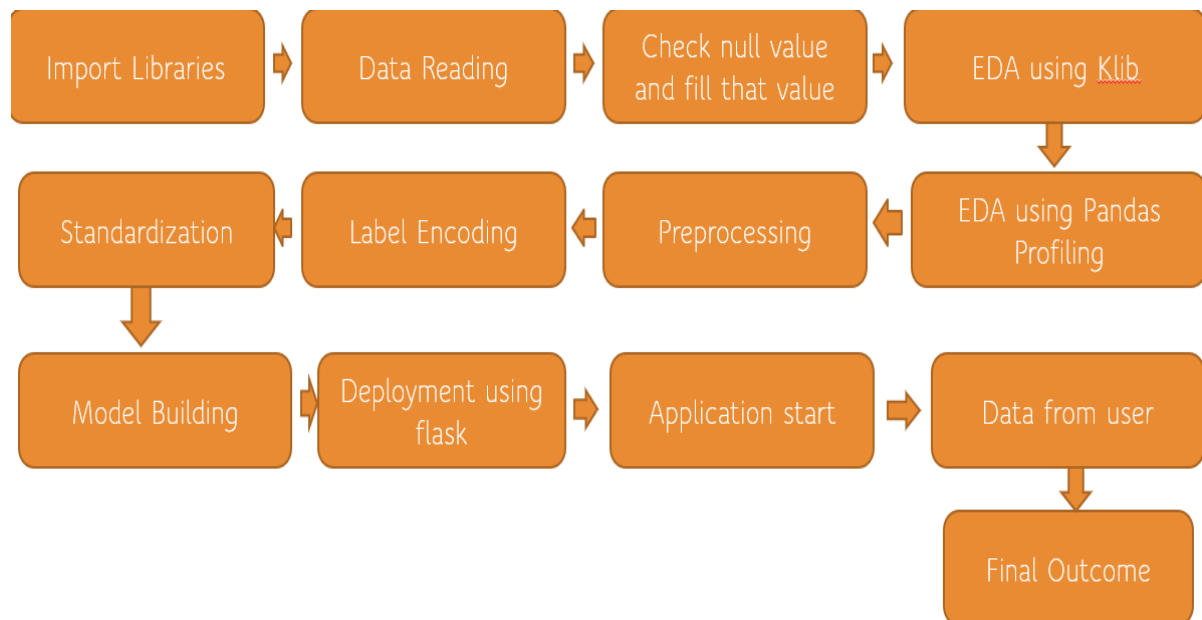 Import Libraries
Data Reading
Check null value
and fill that value
EDA using Klib
EDA using Pandas
Profiling
Preprocessing
Label Encoding
Standardization
Model Building
Deployment using
flask
Application start
Data from user
Final Outcome